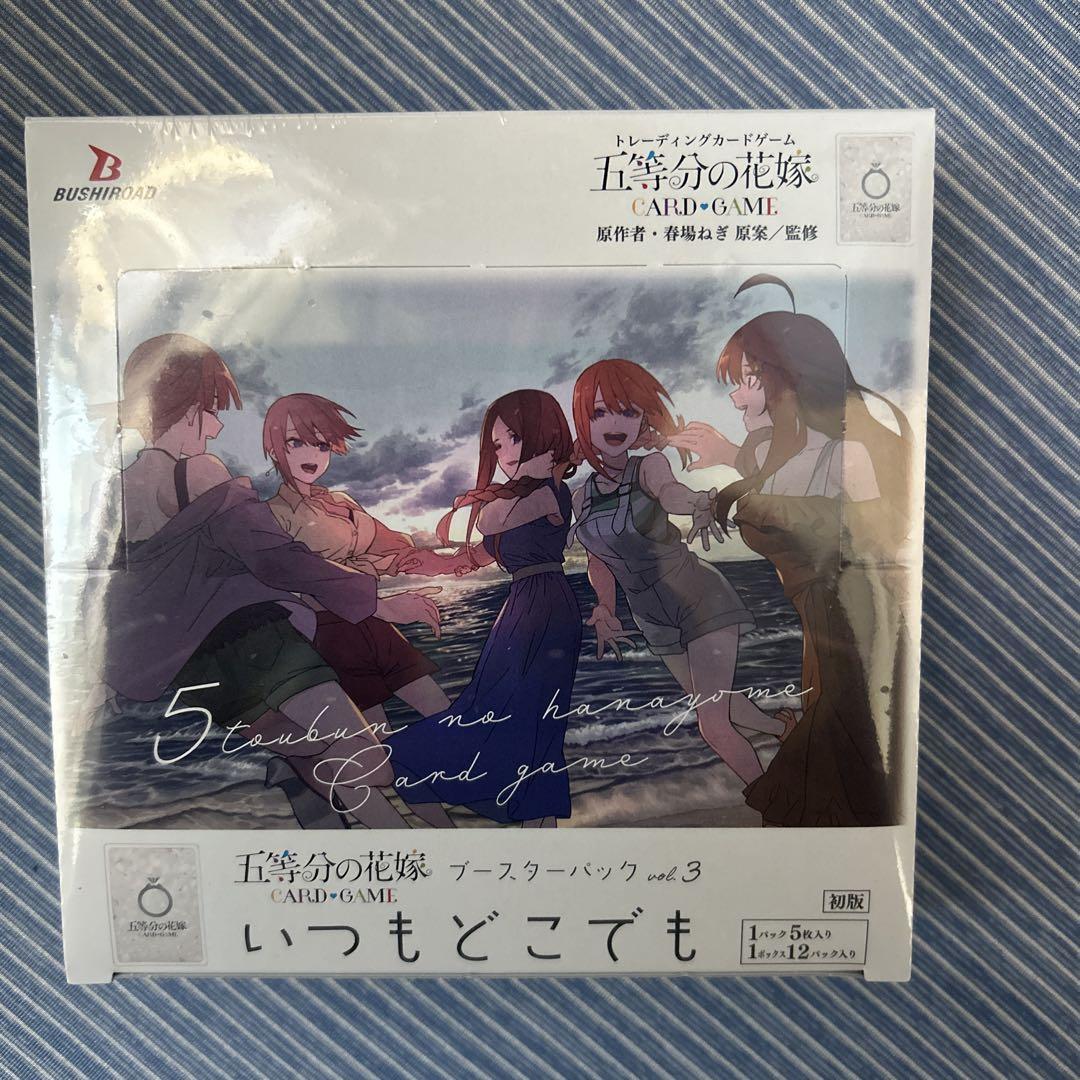 BUSHIROAD
トレーディングカードゲーム
五等分の花嫁
CARD♥GAME
原作者・春場ねぎ 原案／監修
五等分の花嫁
CARD♥GAME
5toubun no hanayome
Card game
五等分の花嫁
CARD♥GAME
五等分の花嫁
CARD♥GAME
ブースターパック vol.3
いつもどこでも
初版
1パック5枚入り
1ボックス12パック入り